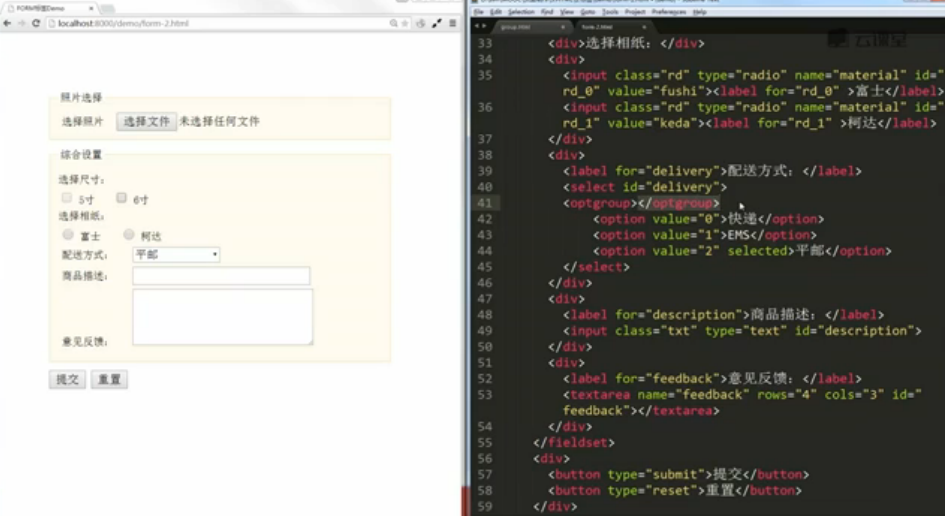 FORM标签Demo
localhost:8000/demo/form-2.html
照片选择
选择照片 选择文件 未选择任何文件
综合设置
选择尺寸:
5寸 6寸
选择相纸:
富士 柯达
配送方式: 平邮
商品描述:
意见反馈:
提交 重置
File Edit Selection Find View Goto Tools Project Preferences Help
group.html form-2.html
云课堂
33 <div>选择相纸: </div>
34 <div>
35 <input class="rd" type="radio" name="material" id="
rd_0" value="fushi"><label for="rd_0" >富士</label>
36 <input class="rd" type="radio" name="material" id="
rd_1" value="keda"><label for="rd_1" >柯达</label>
37 </div>
38 <div>
39 <label for="delivery">配送方式: </label>
40 <select id="delivery">
41 <optgroup></optgroup>
42 <option value="0">快递</option>
43 <option value="1">EMS</option>
44 <option value="2" selected>平邮</option>
45 </select>
46 </div>
47 <div>
48 <label for="description">商品描述: </label>
49 <input class="txt" type="text" id="description">
50 </div>
51 <div>
52 <label for="feedback">意见反馈: </label>
53 <textarea name="feedback" rows="4" cols="3" id="
feedback"></textarea>
54 </div>
55 </fieldset>
56 <div>
57 <button type="submit">提交</button>
58 <button type="reset">重置</button>
59 </div>